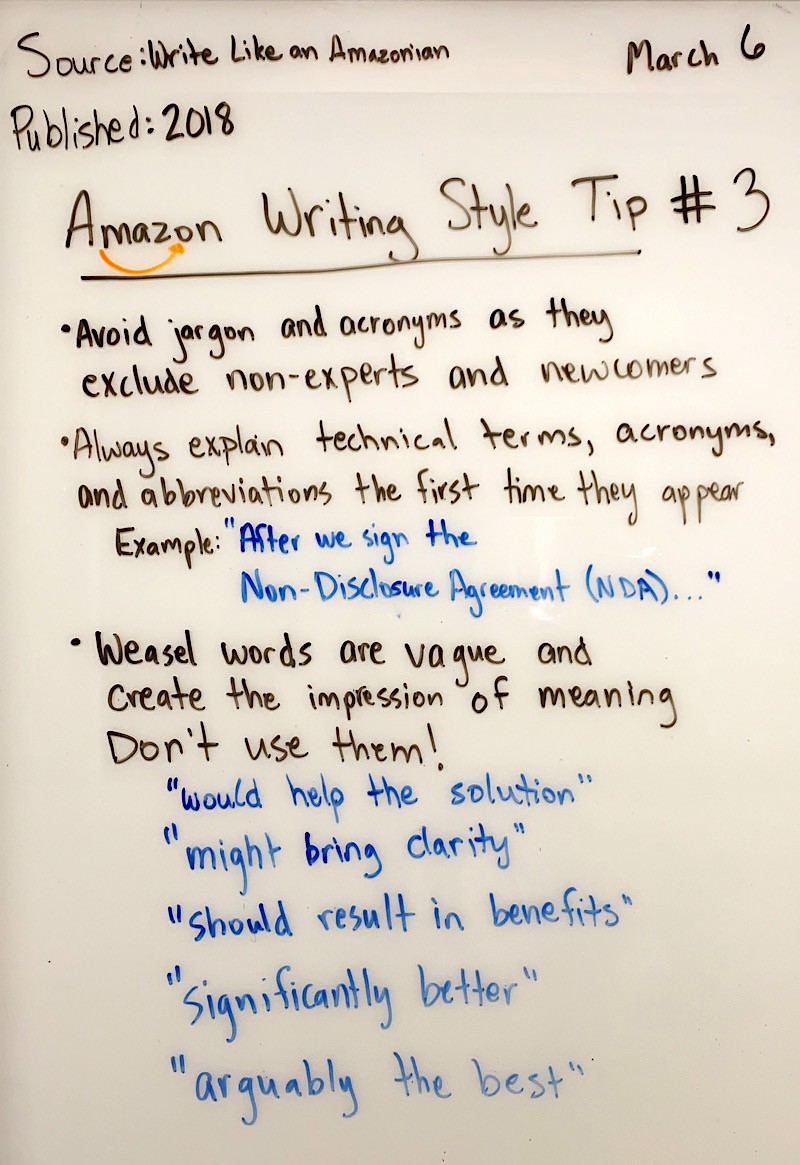 Source: Write Like an Amazonian
March 6
Published: 2018
Amazon Writing Style Tip # 3
• Avoid jargon and acronyms as they
exclude non-experts and newcomers
• Always explain technical terms, acronyms,
and abbreviations the first time they appear
Example: "After we sign the
Non-Disclosure Agreement (NDA)..."
• Weasel words are vague and
create the impression of meaning
Don't use them!
"would help the solution"
"might bring clarity"
"should result in benefits"
"significantly better"
"arguably the best"